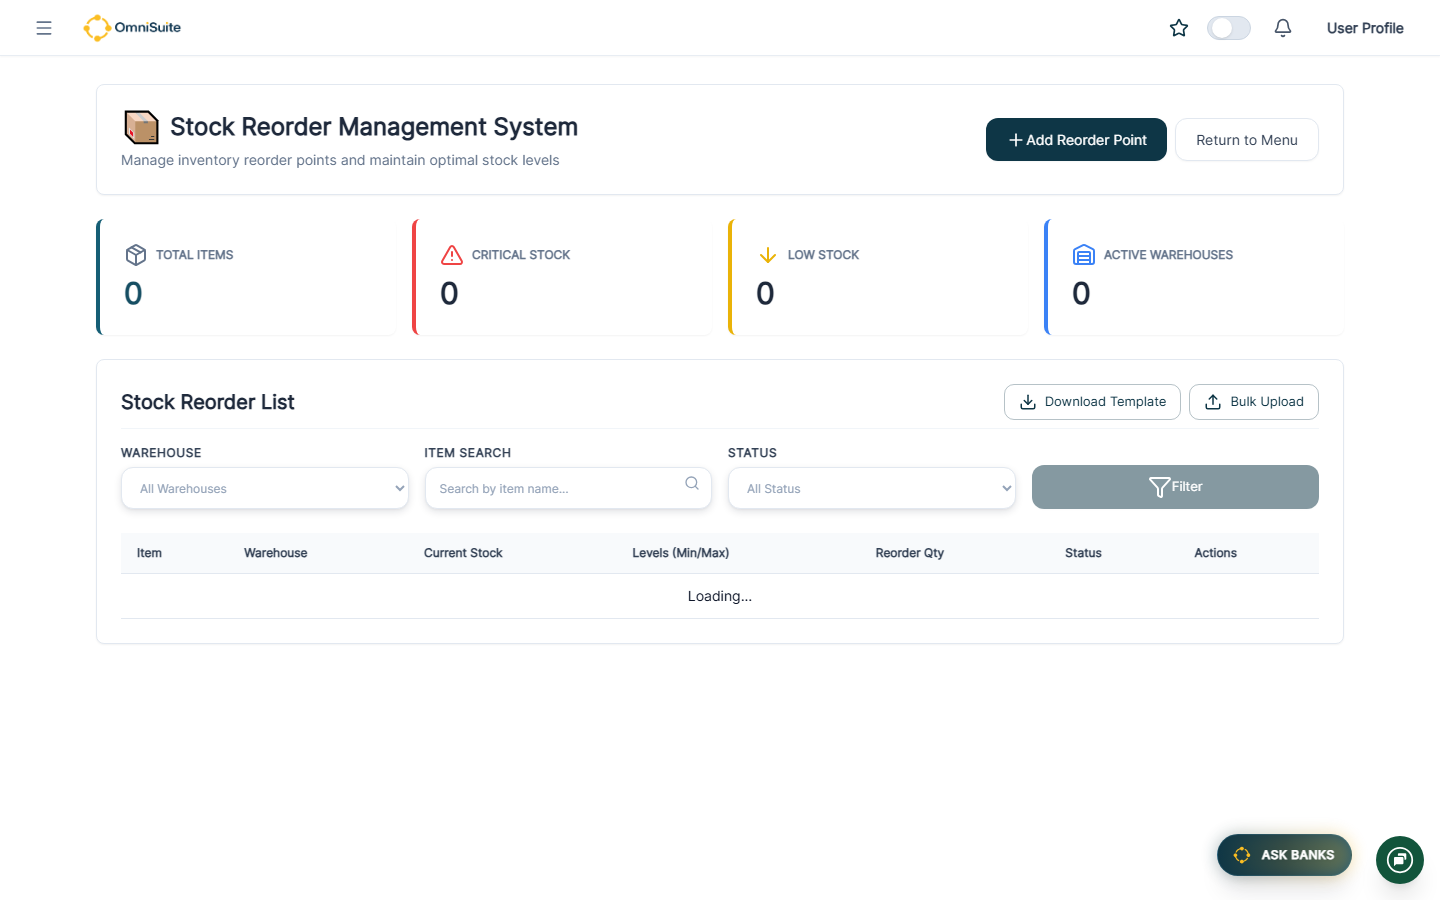 OmniSuite
User Profile
Stock Reorder Management System
Manage inventory reorder points and maintain optimal stock levels
Add Reorder Point
Return to Menu
TOTAL ITEMS
0
CRITICAL STOCK
0
LOW STOCK
0
ACTIVE WAREHOUSES
0
Stock Reorder List
Download Template
Bulk Upload
WAREHOUSE
ITEM SEARCH
STATUS
All Warehouses
Search by item name...
All Status
Filter
Item
Warehouse
Current Stock
Levels (Min/Max)
Reorder Qty
Status
Actions
Loading...
ASK BANKS